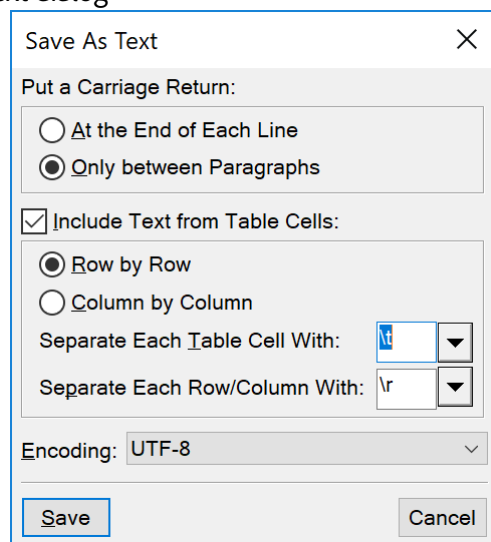 Save As Text
Put a Carriage Return:
At the End of Each Line
Only between Paragraphs
Include Text from Table Cells:
Row by Row
Column by Column
Separate Each Table Cell With: \t
Separate Each Row/Column With: \r
Encoding: UTF-8
Save Cancel